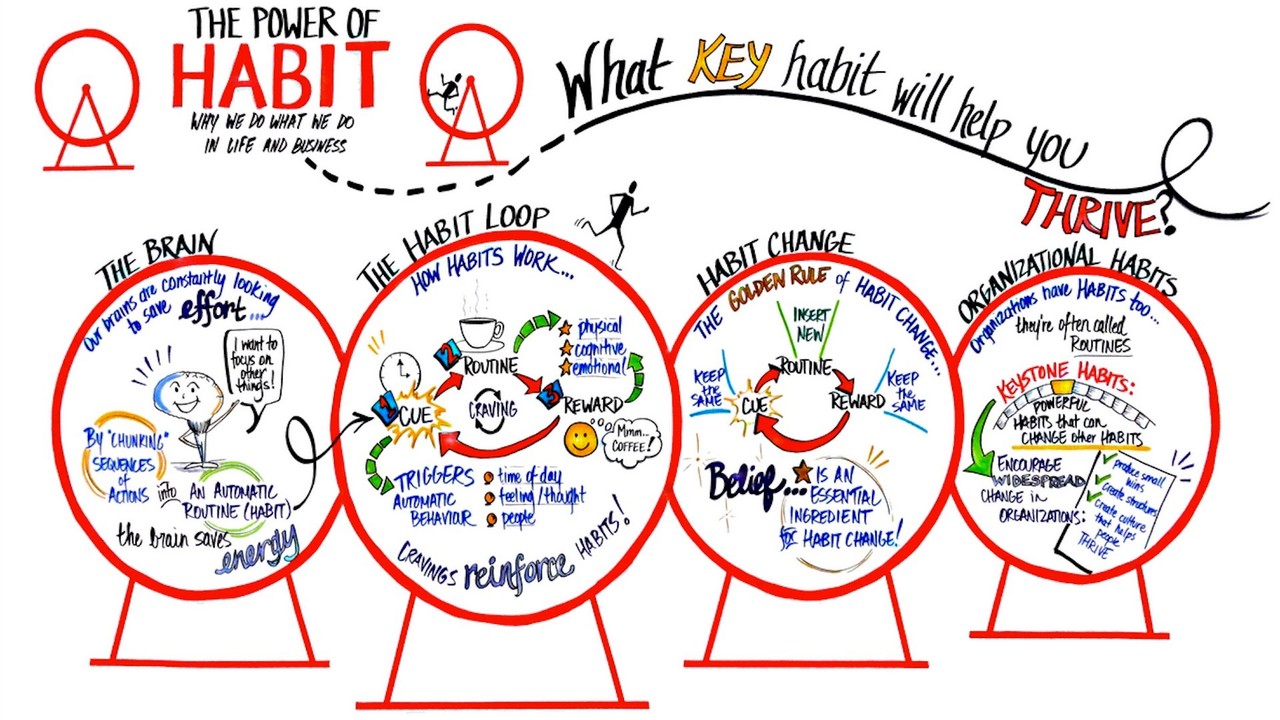 THE POWER OF
HABIT
WHY WE DO WHAT WE DO
IN LIFE AND BUSINESS
What KEY habit will help you
THRIVE?
THE BRAIN
Our brains are constantly looking
to save effort...
I want to
focus on
other
things!
By "CHUNKING"
SEQUENCES
of
ACTIONS
into
AN AUTOMATIC
ROUTINE (HABIT)
the brain saves
energy
THE HABIT LOOP
HOW HABITS WORK...
1
CUE
2
ROUTINE
3
REWARD
CRAVING
physical
cognitive
emotional
Mmm..
COFFEE!
TRIGGERS
AUTOMATIC
BEHAVIOUR
time of day
feeling/thought
people
CRAVINGS reinforce HABITS!
HABIT CHANGE
THE GOLDEN RULE of HABIT CHANGE...
INSERT
NEW
ROUTINE
KEEP
the
SAME
CUE
REWARD
KEEP
the
SAME
Belief... IS AN
ESSENTIAL
INGREDIENT
for HABIT CHANGE!
ORGANIZATIONAL HABITS
Organizations have HABITS too...
they're often called
ROUTINES
KEYSTONE HABITS:
POWERFUL
HABITS that can
CHANGE other HABITS
ENCOURAGE
WIDESPREAD
CHANGE in
ORGANIZATIONS:
produce small
wins
create structures
create culture
that helps
people
THRIVE